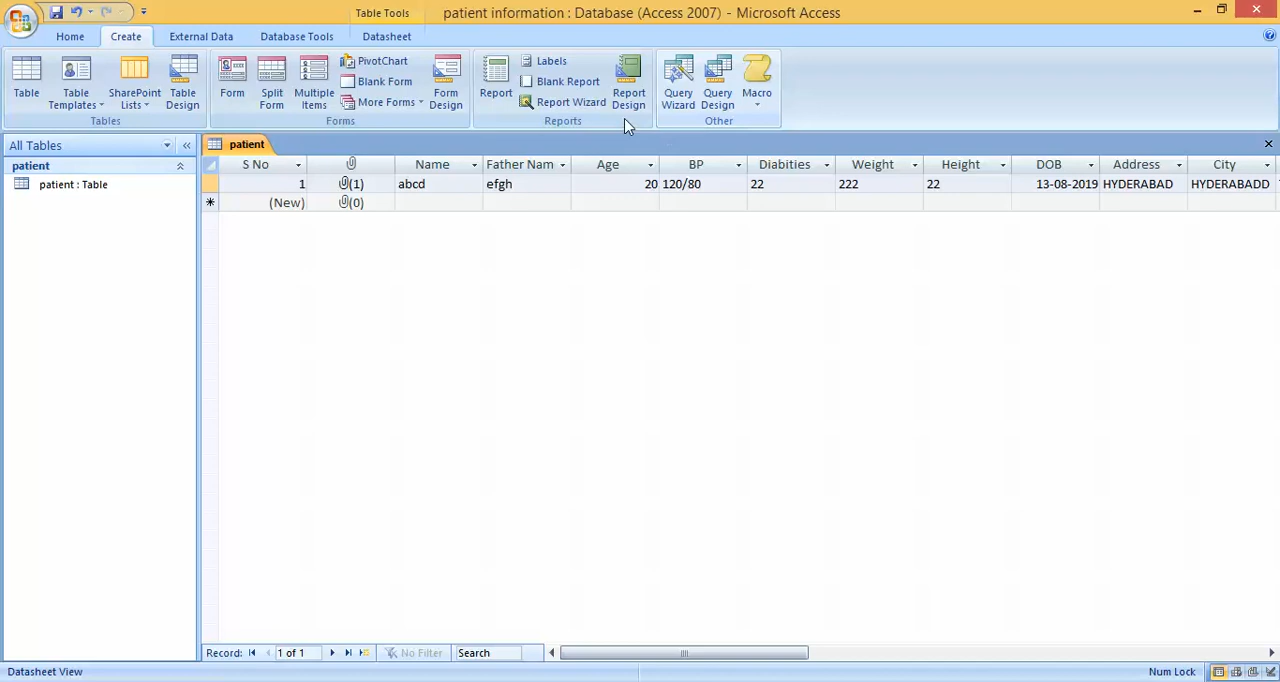 Table Tools
patient information : Database (Access 2007) - Microsoft Access
Home Create External Data Database Tools Datasheet
Table
Table Templates
SharePoint Lists
Table Design
Tables
Form
Split Form
Multiple Items
PivotChart
Blank Form
More Forms
Form Design
Forms
Report
Labels
Blank Report
Report Wizard
Report Design
Reports
Query Wizard
Query Design
Macro
Other
All Tables
patient
patient : Table
patient
S No Name Father Nam Age BP Diabities Weight Height DOB Address City
1 (1) abcd efgh 20 120/80 22 222 22 13-08-2019 HYDERABAD HYDERABADD
(New) (0)
Record: 1 of 1 No Filter Search
Datasheet View Num Lock